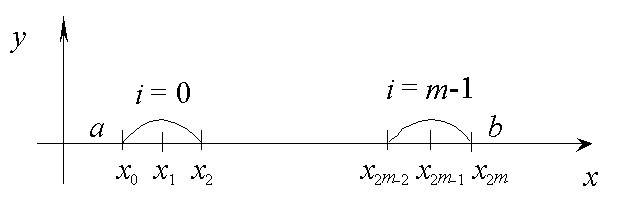 y
i = 0 i = m-1
a b
x₀ x₁ x₂ x₂ₘ₋₂ x₂ₘ₋₁ x₂ₘ x